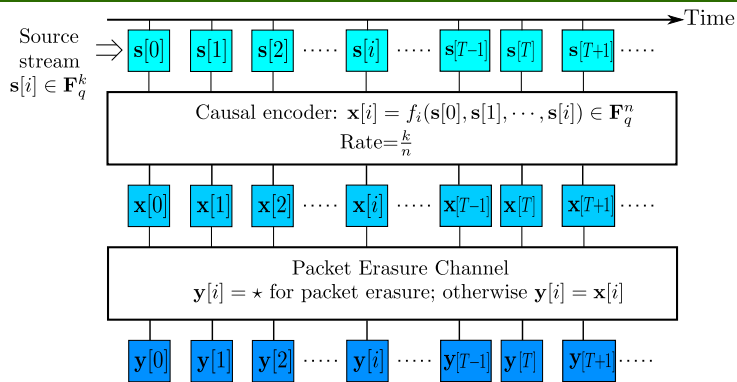 Time
Source stream s[i] ∈ F_q^k
s[0] s[1] s[2] ····· s[i] ····· s[T−1] s[T] s[T+1] ·····
Causal encoder: x[i] = f_i(s[0], s[1], ⋯ , s[i]) ∈ F_q^n
Rate=k/n
x[0] x[1] x[2] ····· x[i] ····· x[T−1] x[T] x[T+1] ·····
Packet Erasure Channel
y[i] = ⋆ for packet erasure; otherwise y[i] = x[i]
y[0] y[1] y[2] ····· y[i] ····· y[T−1] y[T] y[T+1] ·····